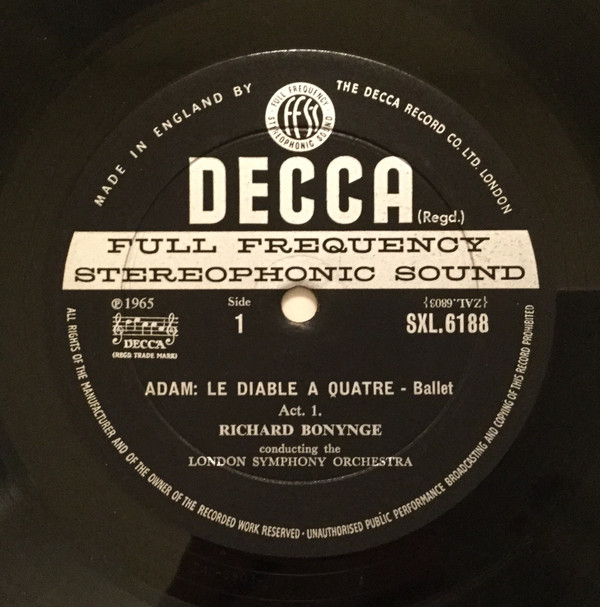 MADE IN ENGLAND BY
THE DECCA RECORD CO. LTD. LONDON
FULL FREQUENCY
ffss
STEREOPHONIC SOUND
DECCA (Regd.)
FULL FREQUENCY
STEREOPHONIC SOUND
℗1965
Side
{ZAL.6803}
1
SXL.6188
DECCA
(REGD. TRADE MARK)
ADAM: LE DIABLE A QUATRE - Ballet
Act. 1.
RICHARD BONYNGE
conducting the
LONDON SYMPHONY ORCHESTRA
ALL RIGHTS OF THE MANUFACTURER AND OF THE OWNER OF THE RECORDED WORK RESERVED · UNAUTHORISED PUBLIC PERFORMANCE BROADCASTING AND COPYING OF THIS RECORD PROHIBITED